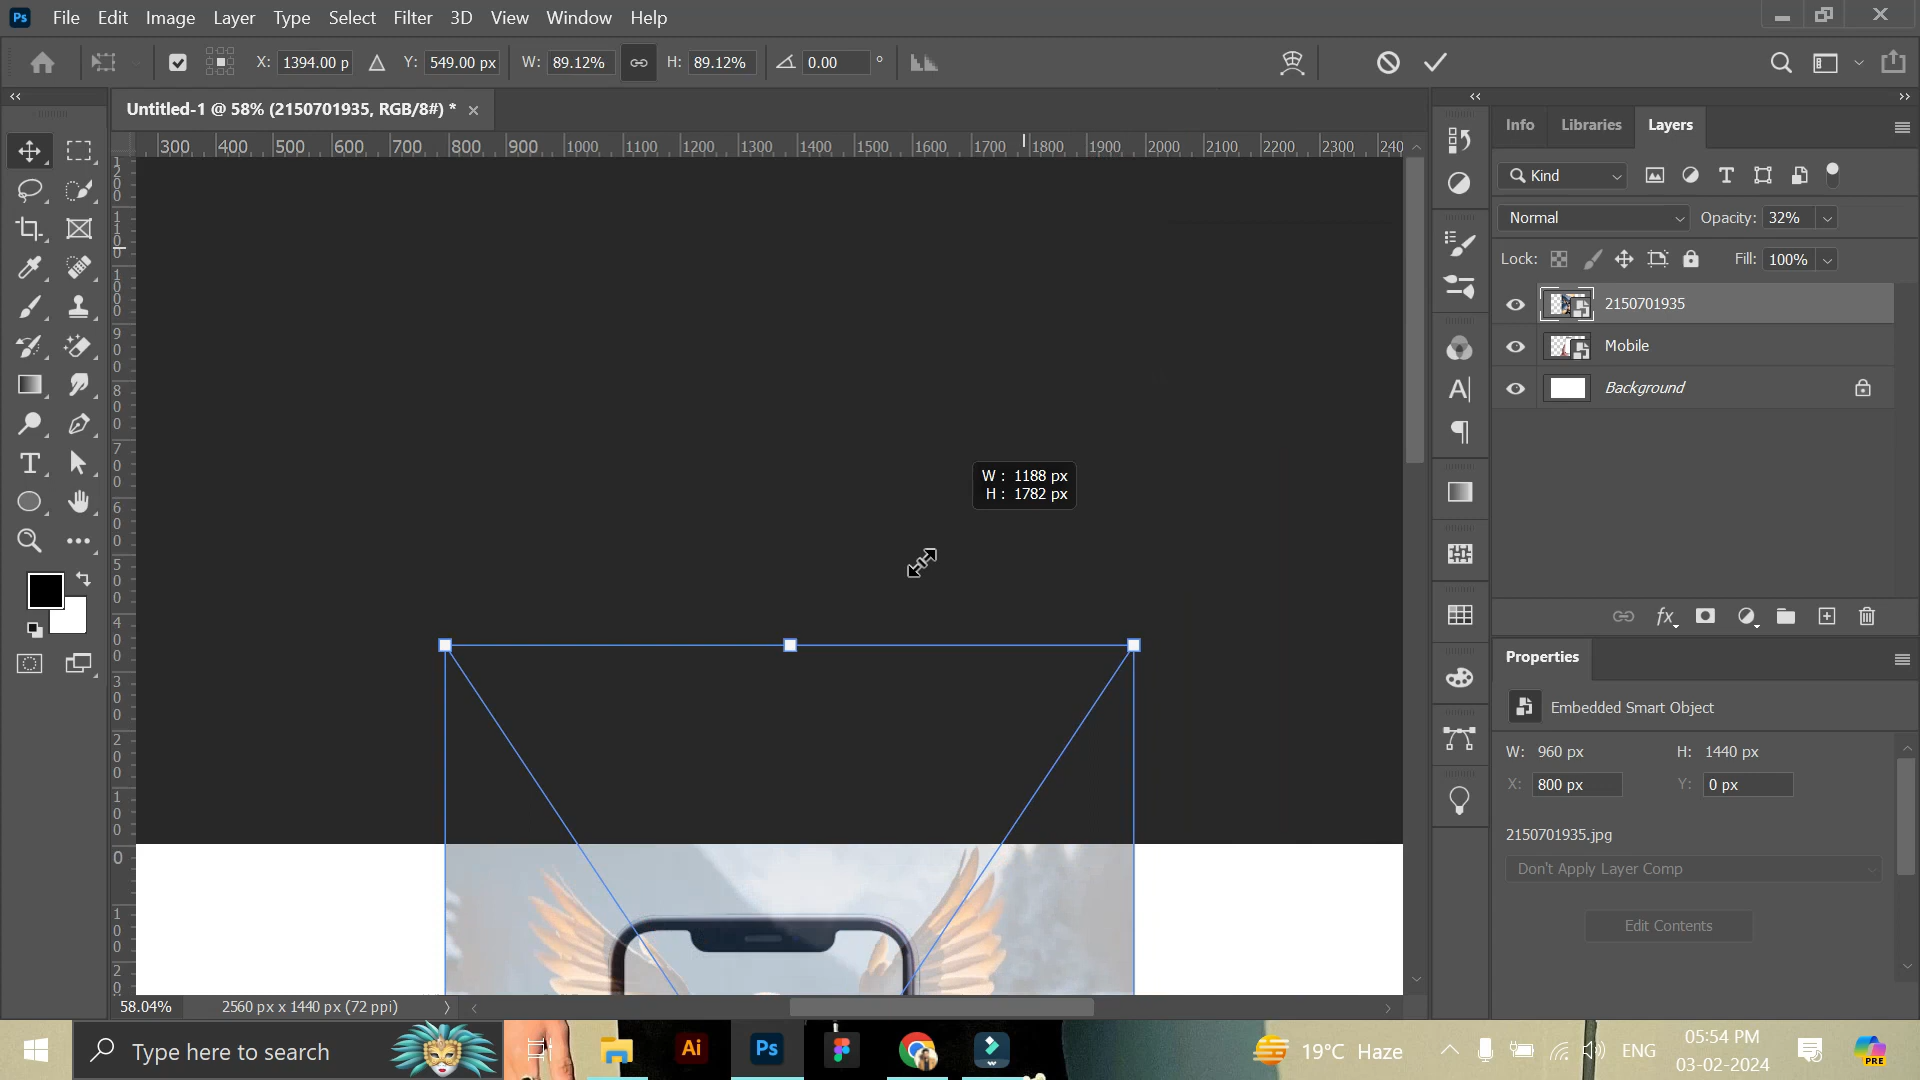 Ps File Edit Image Layer Type Select Filter 3D View Window Help
X: 1394.00 p Y: 549.00 px W: 89.12% H: 89.12% 0.00 °
Untitled-1 @ 58% (2150701935, RGB/8#) *
300 400 500 600 700 800 900 1000 1100 1200 1300 1400 1500 1600 1700 1800 1900 2000 2100 2200 2300 240
W : 1188 px
H : 1782 px
Info Libraries Layers
Kind
Normal Opacity: 32%
Lock: Fill: 100%
2150701935
Mobile
Background
Properties
Embedded Smart Object
W: 960 px H: 1440 px
X: 800 px Y: 0 px
2150701935.jpg
Don't Apply Layer Comp
Edit Contents
58.04% 2560 px x 1440 px (72 ppi)
Type here to search
Ai Ps
19°C Haze
ENG
05:54 PM
03-02-2024
PRE